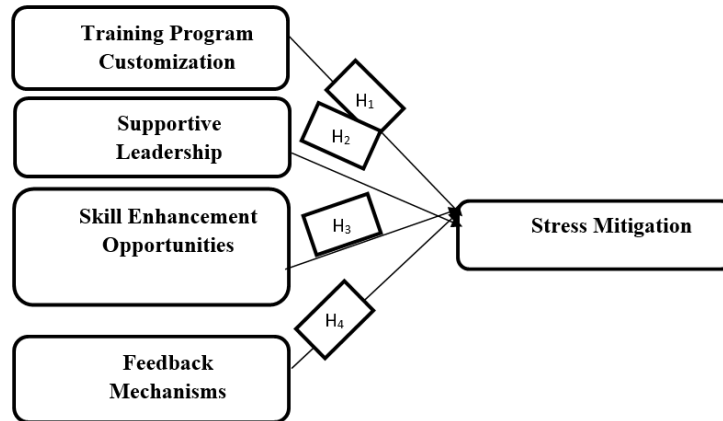 Training Program
Customization
H₁
Supportive
Leadership
H₂
Skill Enhancement
Opportunities
H₃
Stress Mitigation
H₄
Feedback
Mechanisms